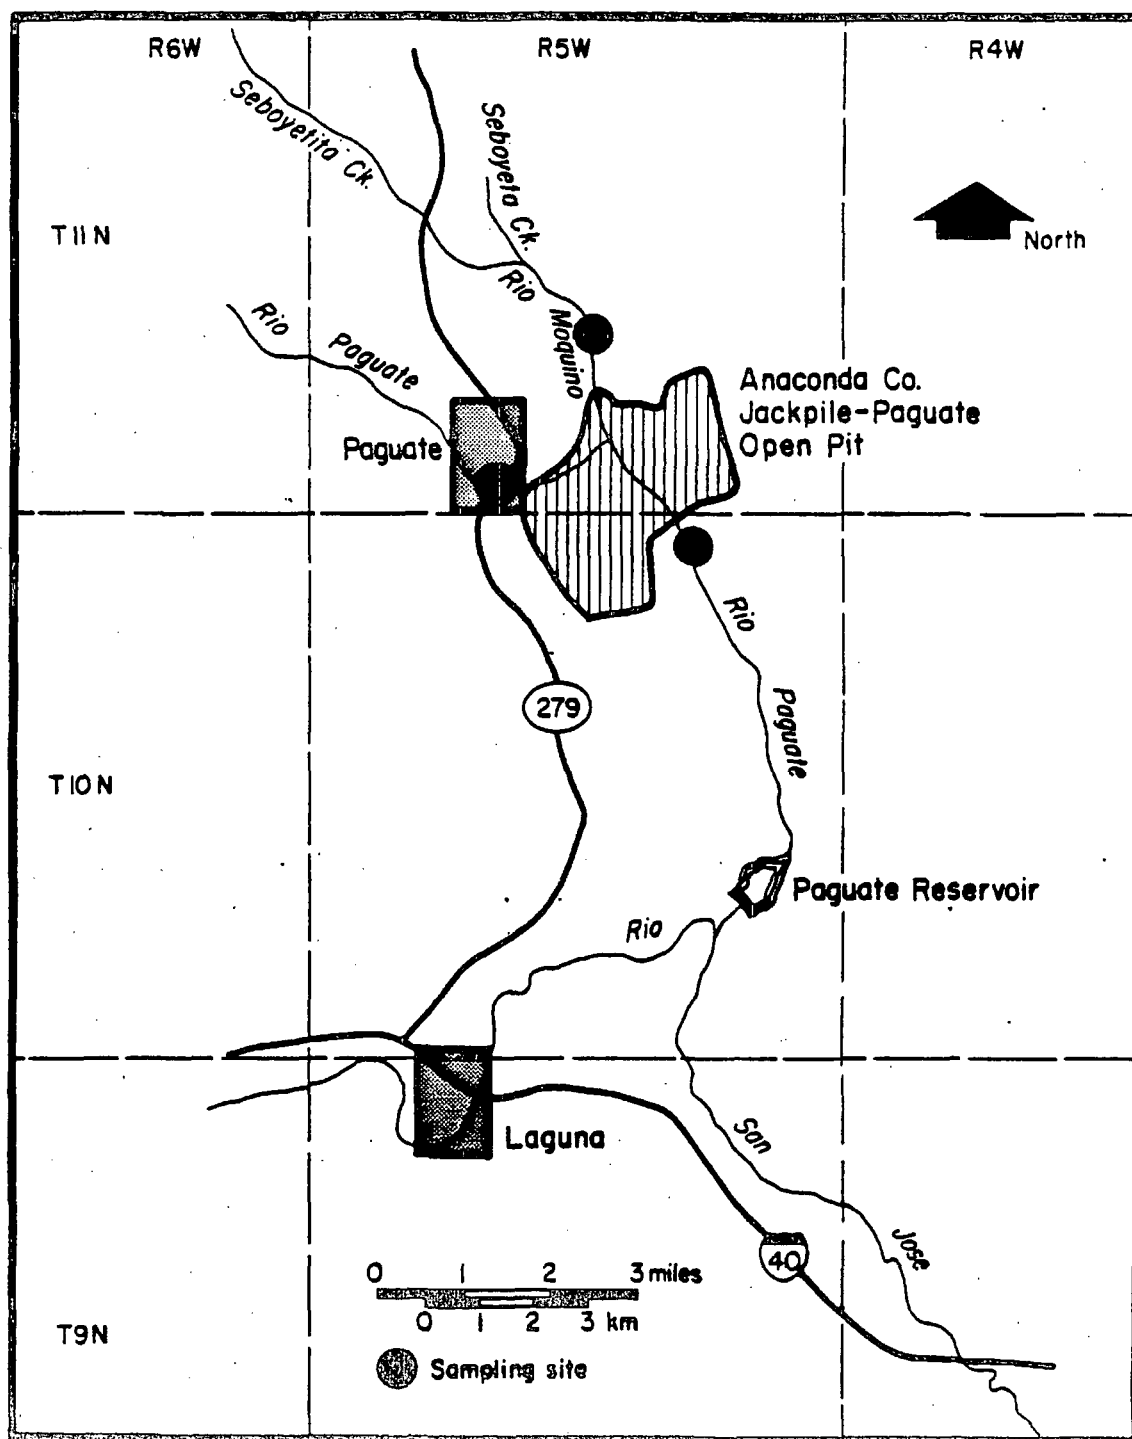 R6W
R5W
R4W
Seboyetita Ck.
Seboyeta Ck.
T11N
North
Rio
Moquino
Rio
Paguate
Anaconda Co.
Jackpile-Paguate
Open Pit
Paguate
Rio
Paguate
279
T10N
Paguate Reservoir
Rio
San
Jose
Laguna
40
0 1 2 3 miles
0 1 2 3 km
T9N
Sampling site